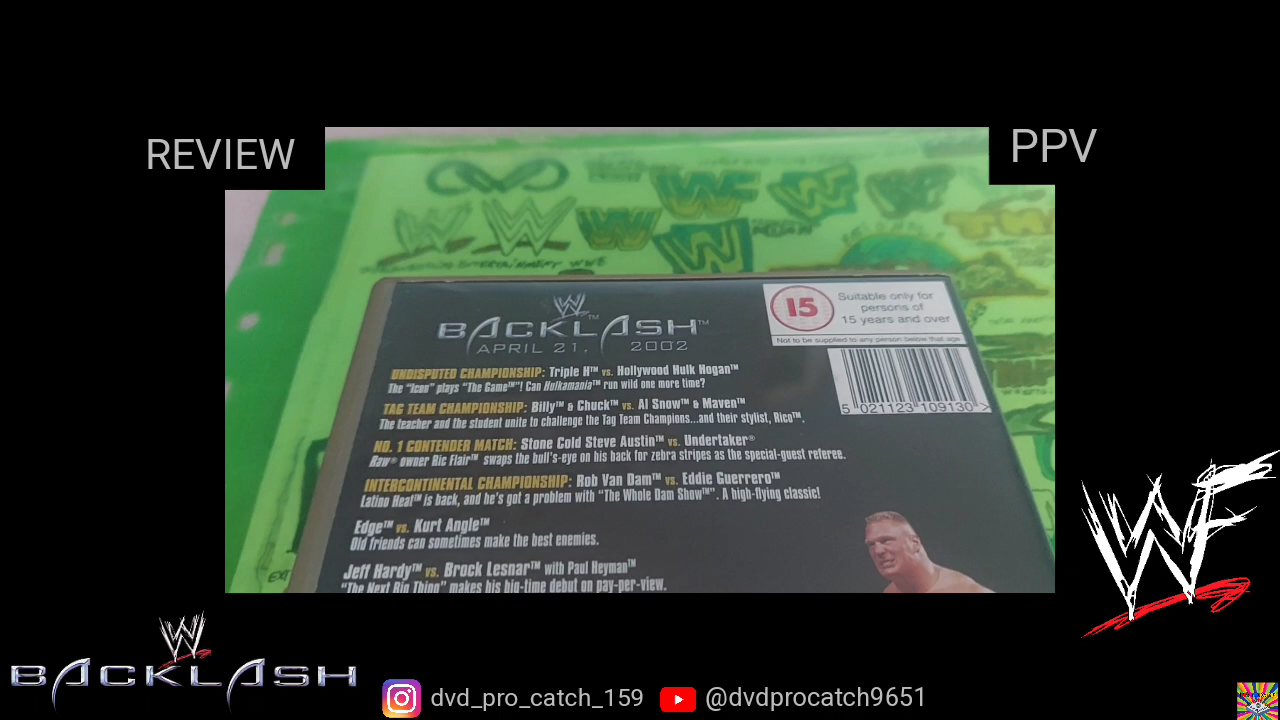 REVIEW
PPV
BACKLASH™
APRIL 21, 2002
15
Suitable only for
persons of
15 years and over
Not to be supplied to any person below that age
5 021123 109130 >
UNDISPUTED CHAMPIONSHIP: Triple H™ vs. Hollywood Hulk Hogan™
The "Icon" plays "The Game™"! Can Hulkamania™ run wild one more time?
TAG TEAM CHAMPIONSHIP: Billy™ & Chuck™ vs. Al Snow™ & Maven™
The teacher and the student unite to challenge the Tag Team Champions...and their stylist, Rico™.
NO. 1 CONTENDER MATCH: Stone Cold Steve Austin™ vs. Undertaker®
Raw® owner Ric Flair™ swaps the bull's-eye on his back for zebra stripes as the special-guest referee.
INTERCONTINENTAL CHAMPIONSHIP: Rob Van Dam™ vs. Eddie Guerrero™
Latino Heat™ is back, and he's got a problem with "The Whole Dam Show™". A high-flying classic!
Edge™ vs. Kurt Angle™
Old friends can sometimes make the best enemies.
Jeff Hardy™ vs. Brock Lesnar™ with Paul Heyman™
"The Next Big Thing" makes his big-time debut on pay-per-view.
WF
BACKLASH
dvd_pro_catch_159
@dvdprocatch9651